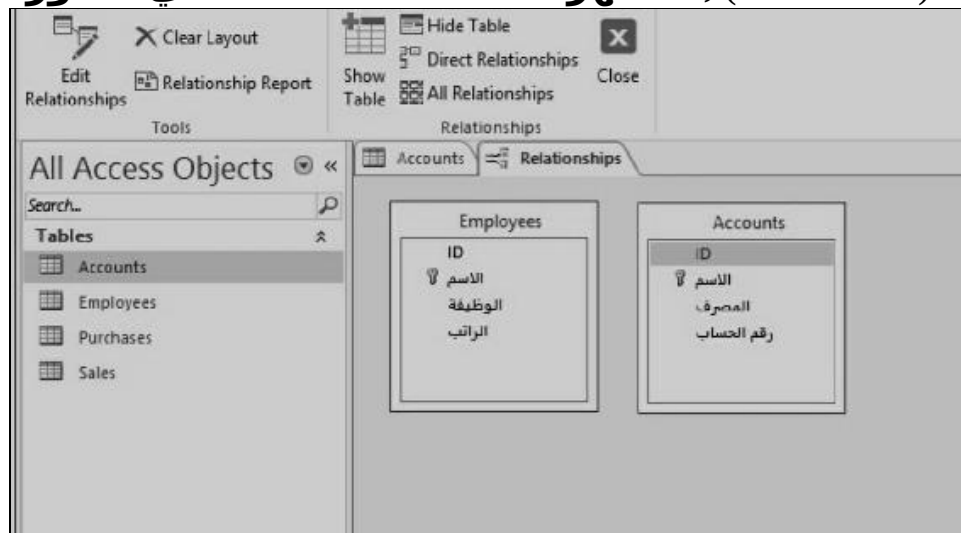 Edit
Relationships
Clear Layout
Relationship Report
Tools
Show
Table
Hide Table
Direct Relationships
All Relationships
Close
Relationships
All Access Objects
Search...
Tables
Accounts
Employees
Purchases
Sales
Accounts
Relationships
Employees
ID
الاسم
الوظيفة
الراتب
Accounts
ID
الاسم
المصرف
رقم الحساب